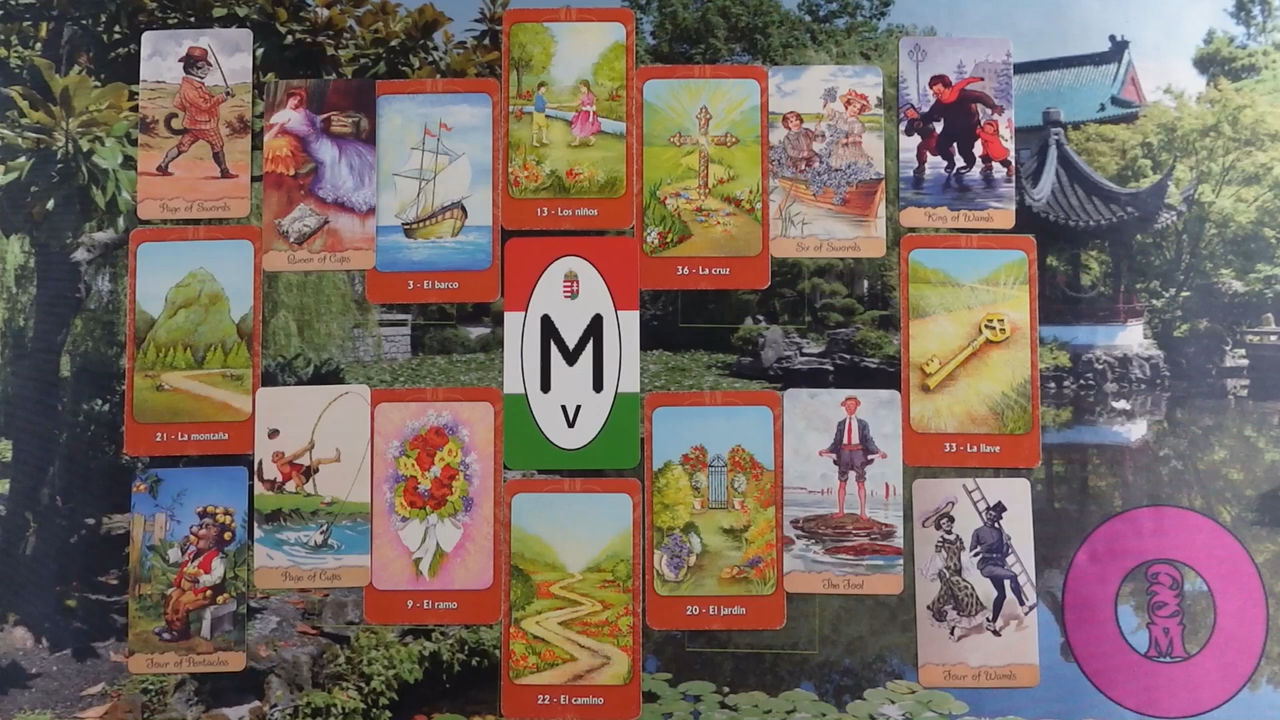 Page of Swords
Queen of Cups
3 - El barco
13 - Los niños
36 - La cruz
Six of Swords
King of Wands
21 - La montaña
M
V
33 - La llave
Page of Cups
9 - El ramo
20 - El jardín
The Fool
Four of Pentacles
22 - El camino
Four of Wands